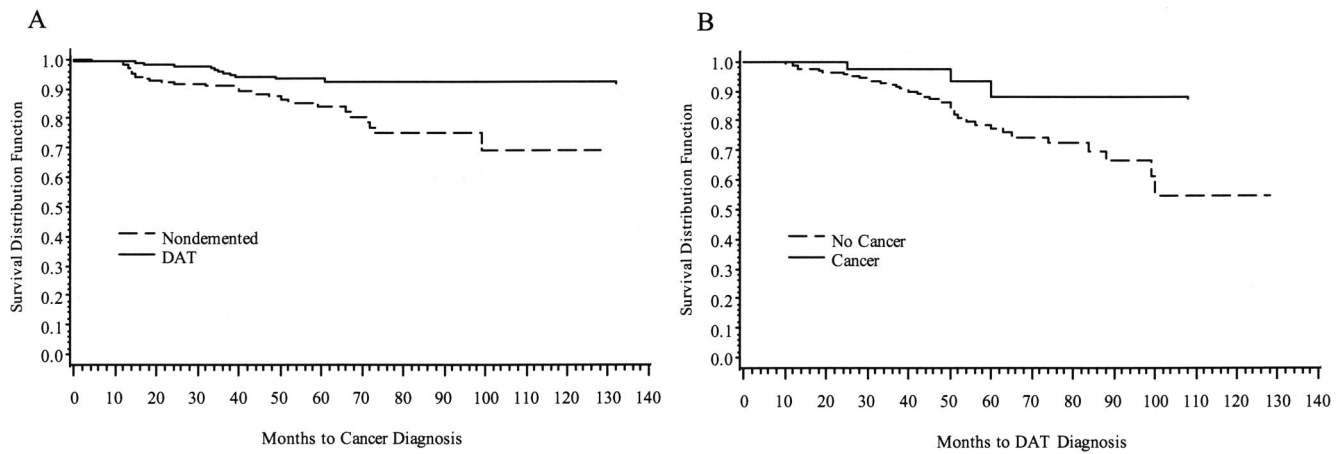 A
Survival Distribution Function
1.0
0.9
0.8
0.7
0.6
0.5
0.4
0.3
0.2
0.1
0.0
Nondemented
DAT
0 10 20 30 40 50 60 70 80 90 100 110 120 130 140
Months to Cancer Diagnosis
B
Survival Distribution Function
1.0
0.9
0.8
0.7
0.6
0.5
0.4
0.3
0.2
0.1
0.0
No Cancer
Cancer
0 10 20 30 40 50 60 70 80 90 100 110 120 130 140
Months to DAT Diagnosis